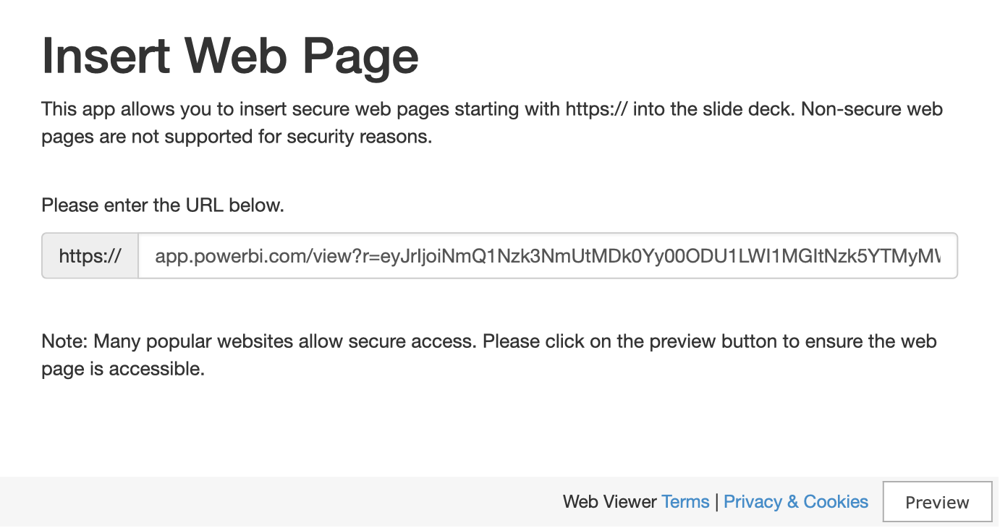 Insert Web Page
This app allows you to insert secure web pages starting with https:// into the slide deck. Non-secure web
pages are not supported for security reasons.
Please enter the URL below.
https:// app.powerbi.com/view?r=eyJrIjoiNmQ1Nzk3NmUtMDk0Yy00ODU1LWI1MGItNzk5YTMyM
Note: Many popular websites allow secure access. Please click on the preview button to ensure the web
page is accessible.
Web Viewer Terms | Privacy & Cookies Preview